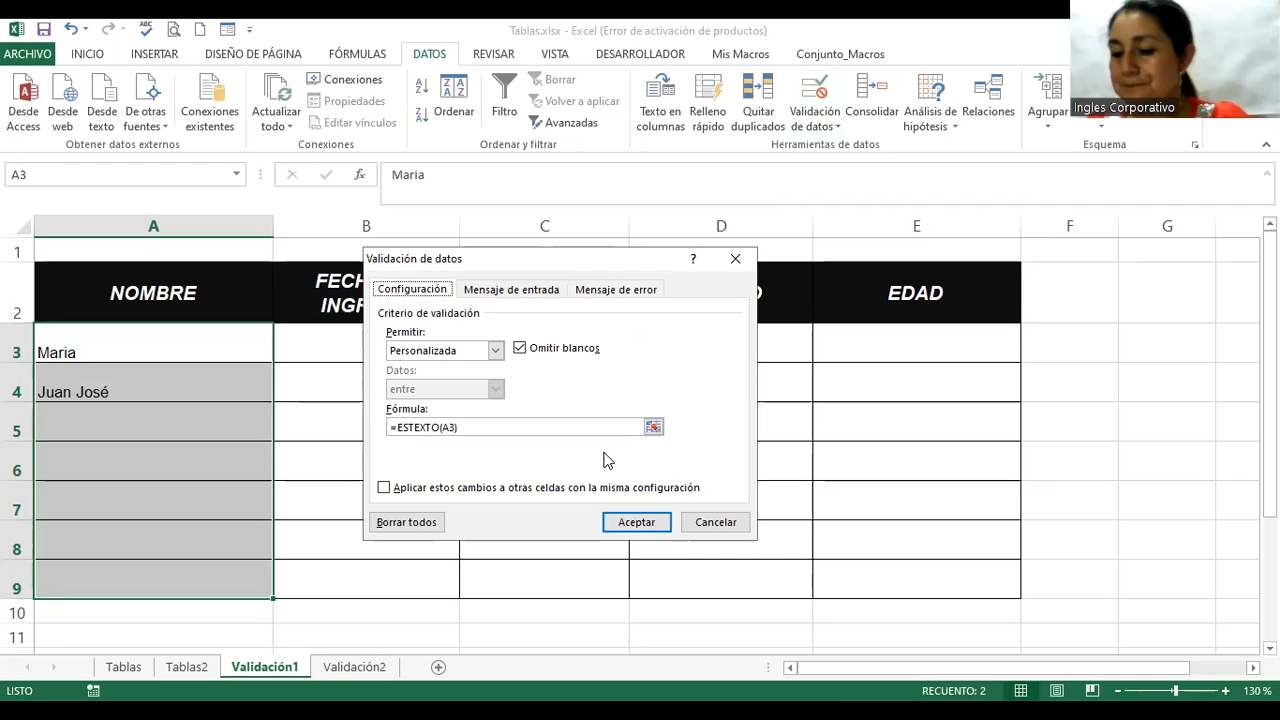 Tablas.xlsx - Excel (Error de activación de productos)
ARCHIVO INICIO INSERTAR DISEÑO DE PÁGINA FÓRMULAS DATOS REVISAR VISTA DESARROLLADOR Mis Macros Conjunto_Macros
Desde Access
Desde web
Desde texto
De otras fuentes
Conexiones existentes
Obtener datos externos
Actualizar todo
Conexiones
Propiedades
Editar vínculos
Conexiones
Ordenar
Filtro
Borrar
Volver a aplicar
Avanzadas
Ordenar y filtrar
Texto en columnas
Relleno rápido
Quitar duplicados
Validación de datos
Consolidar
Análisis de hipótesis
Relaciones
Herramientas de datos
Agrupar
Esquema
Ingles Corporativo
A3
fx
Maria
A B C D E F G
1
2 NOMBRE EDAD
3 Maria
4 Juan José
5
6
7
8
9
10
11
Validación de datos
?
Configuración Mensaje de entrada Mensaje de error
Criterio de validación
Permitir:
Personalizada
Omitir blancos
Datos:
entre
Fórmula:
=ESTEXTO(A3)
Aplicar estos cambios a otras celdas con la misma configuración
Borrar todos Aceptar Cancelar
Tablas Tablas2 Validación1 Validación2
LISTO RECUENTO: 2 130 %